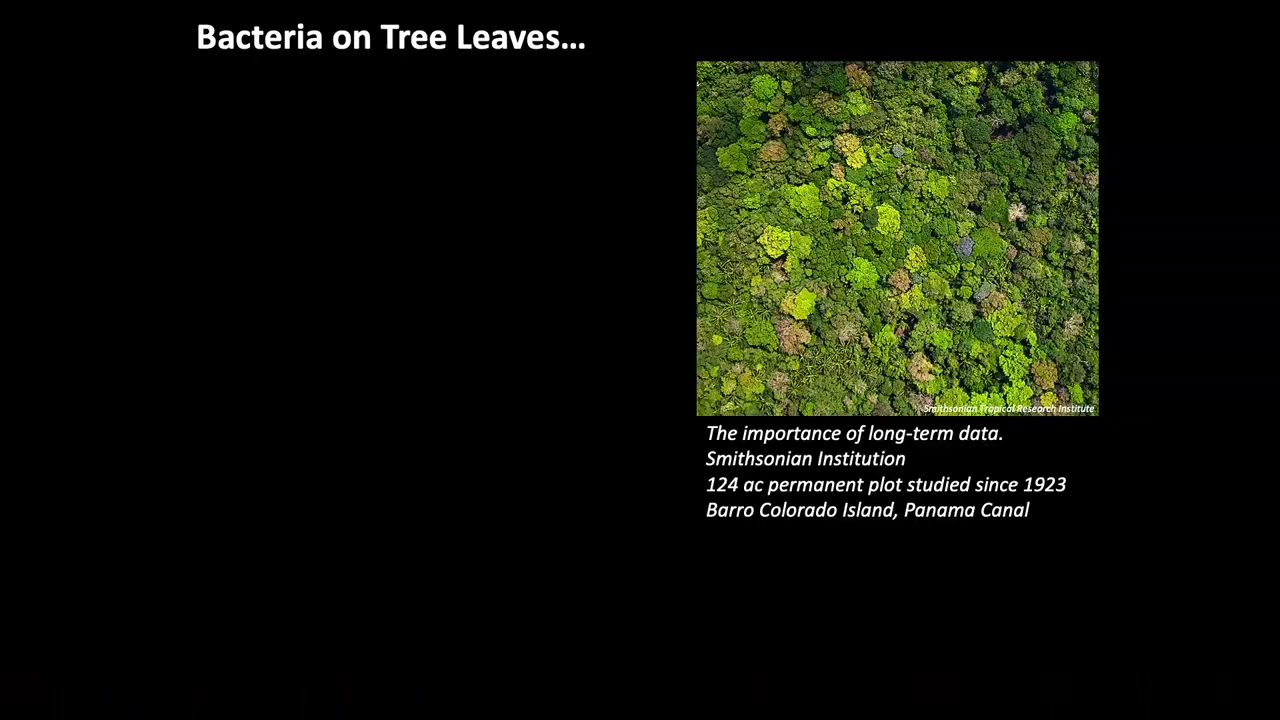 Bacteria on Tree Leaves…
Smithsonian Tropical Research Institute
The importance of long-term data.
Smithsonian Institution
124 ac permanent plot studied since 1923
Barro Colorado Island, Panama Canal